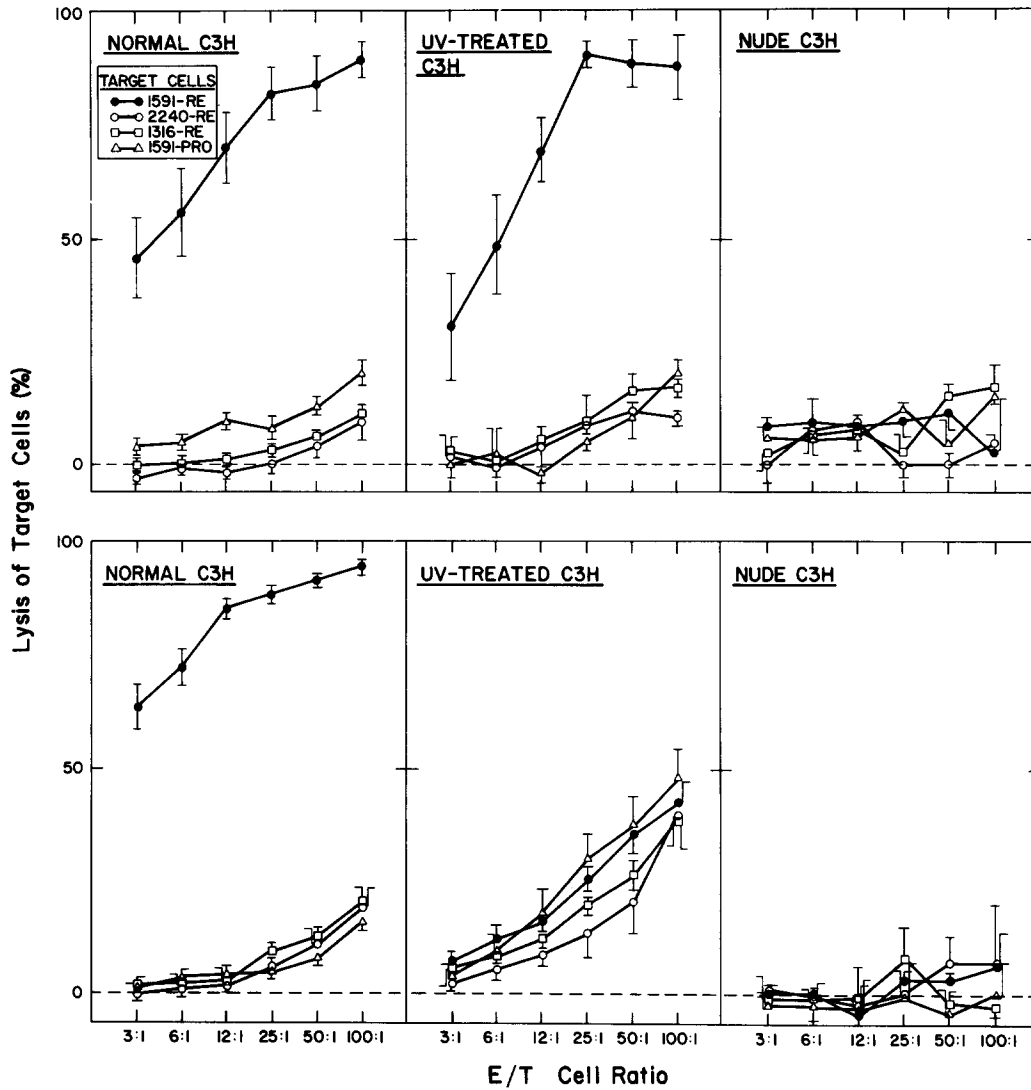 100
NORMAL C3H
UV-TREATED
C3H
NUDE C3H
TARGET CELLS
1591-RE
2240-RE
1316-RE
1591-PRO
50
0
Lysis of Target Cells (%)
100
NORMAL C3H
UV-TREATED C3H
NUDE C3H
50
0
3:1 6:1 12:1 25:1 50:1 100:1 3:1 6:1 12:1 25:1 50:1 100:1 3:1 6:1 12:1 25:1 50:1 100:1
E/T Cell Ratio